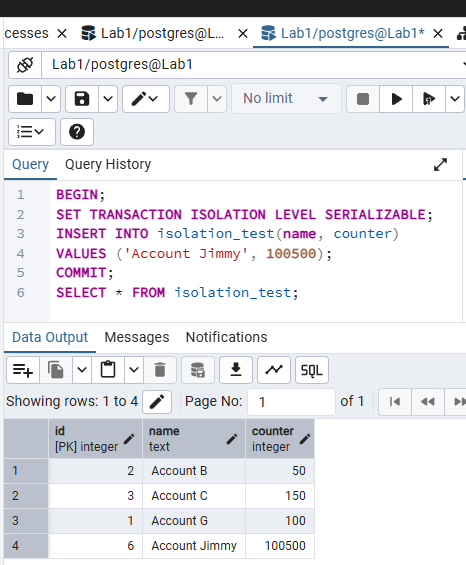 cesses Lab1/postgres@L... Lab1/postgres@Lab1*
Lab1/postgres@Lab1
No limit
Query Query History
1 BEGIN;
2 SET TRANSACTION ISOLATION LEVEL SERIALIZABLE;
3 INSERT INTO isolation_test(name, counter)
4 VALUES ('Account Jimmy', 100500);
5 COMMIT;
6 SELECT * FROM isolation_test;
Data Output Messages Notifications
SQL
Showing rows: 1 to 4 Page No: 1 of 1
id name counter
[PK] integer text integer
1 2 Account B 50
2 3 Account C 150
3 1 Account G 100
4 6 Account Jimmy 100500